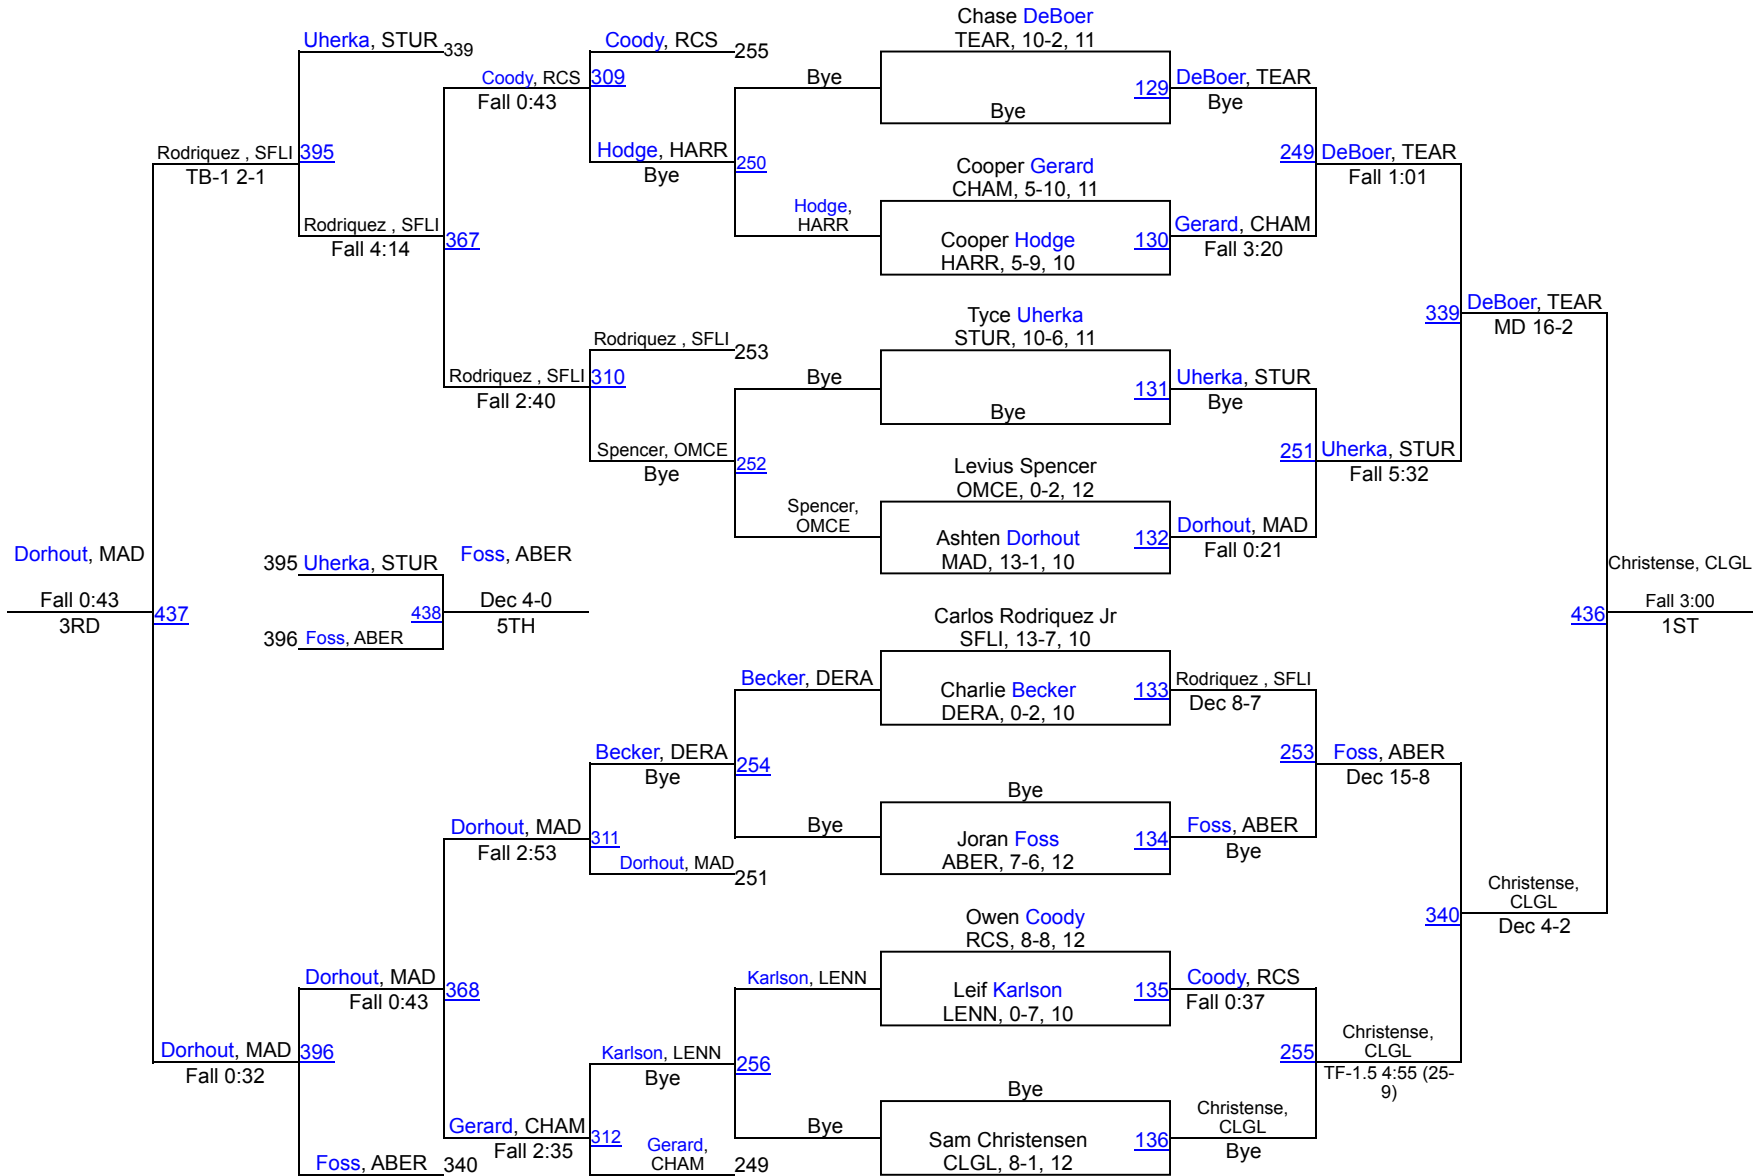 Chase DeBoer
TEAR, 10-2, 11
Uherka, STUR 339
Coody, RCS 255
Coody, RCS 309
Fall 0:43
Bye
129 DeBoer, TEAR
Bye
Bye
Rodriquez , SFLI 395
TB-1 2-1
Hodge, HARR 250
Bye
249 DeBoer, TEAR
Fall 1:01
Cooper Gerard
CHAM, 5-10, 11
Hodge,
HARR
Rodriquez , SFLI 367
Fall 4:14
Cooper Hodge
HARR, 5-9, 10
130 Gerard, CHAM
Fall 3:20
339 DeBoer, TEAR
MD 16-2
Tyce Uherka
STUR, 10-6, 11
Rodriquez , SFLI 253
Rodriquez , SFLI 310
Fall 2:40
Bye
131 Uherka, STUR
Bye
Bye
Spencer, OMCE 252
Bye
251 Uherka, STUR
Fall 5:32
Levius Spencer
OMCE, 0-2, 12
Spencer,
OMCE
Ashten Dorhout
MAD, 13-1, 10
132 Dorhout, MAD
Fall 0:21
Dorhout, MAD
Fall 0:43
3RD
437
395 Uherka, STUR
438
396 Foss, ABER
Foss, ABER
Dec 4-0
5TH
Christense, CLGL
436 Fall 3:00
1ST
Carlos Rodriquez Jr
SFLI, 13-7, 10
Becker, DERA
Charlie Becker
DERA, 0-2, 10
133 Rodriquez , SFLI
Dec 8-7
Becker, DERA 254
Bye
253 Foss, ABER
Dec 15-8
Bye
Dorhout, MAD 311
Fall 2:53
Bye
Joran Foss
ABER, 7-6, 12
134 Foss, ABER
Bye
Dorhout, MAD 251
Christense,
CLGL
340
Dec 4-2
Owen Coody
RCS, 8-8, 12
Dorhout, MAD 368
Fall 0:43
Karlson, LENN
Leif Karlson
LENN, 0-7, 10
135 Coody, RCS
Fall 0:37
Dorhout, MAD 396
Fall 0:32
Karlson, LENN 256
Bye
255 Christense,
CLGL
TF-1.5 4:55 (25-
9)
Bye
Gerard, CHAM 312
Fall 2:35
Bye
Sam Christensen
CLGL, 8-1, 12
136 Christense,
CLGL
Bye
Foss, ABER 340
Gerard,
CHAM 249